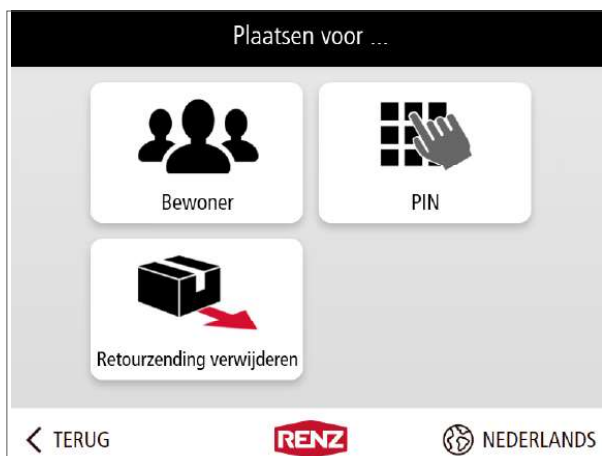 Plaatsen voor ...
Bewoner
PIN
Retourzending verwijderen
TERUG
RENZ
NEDERLANDS